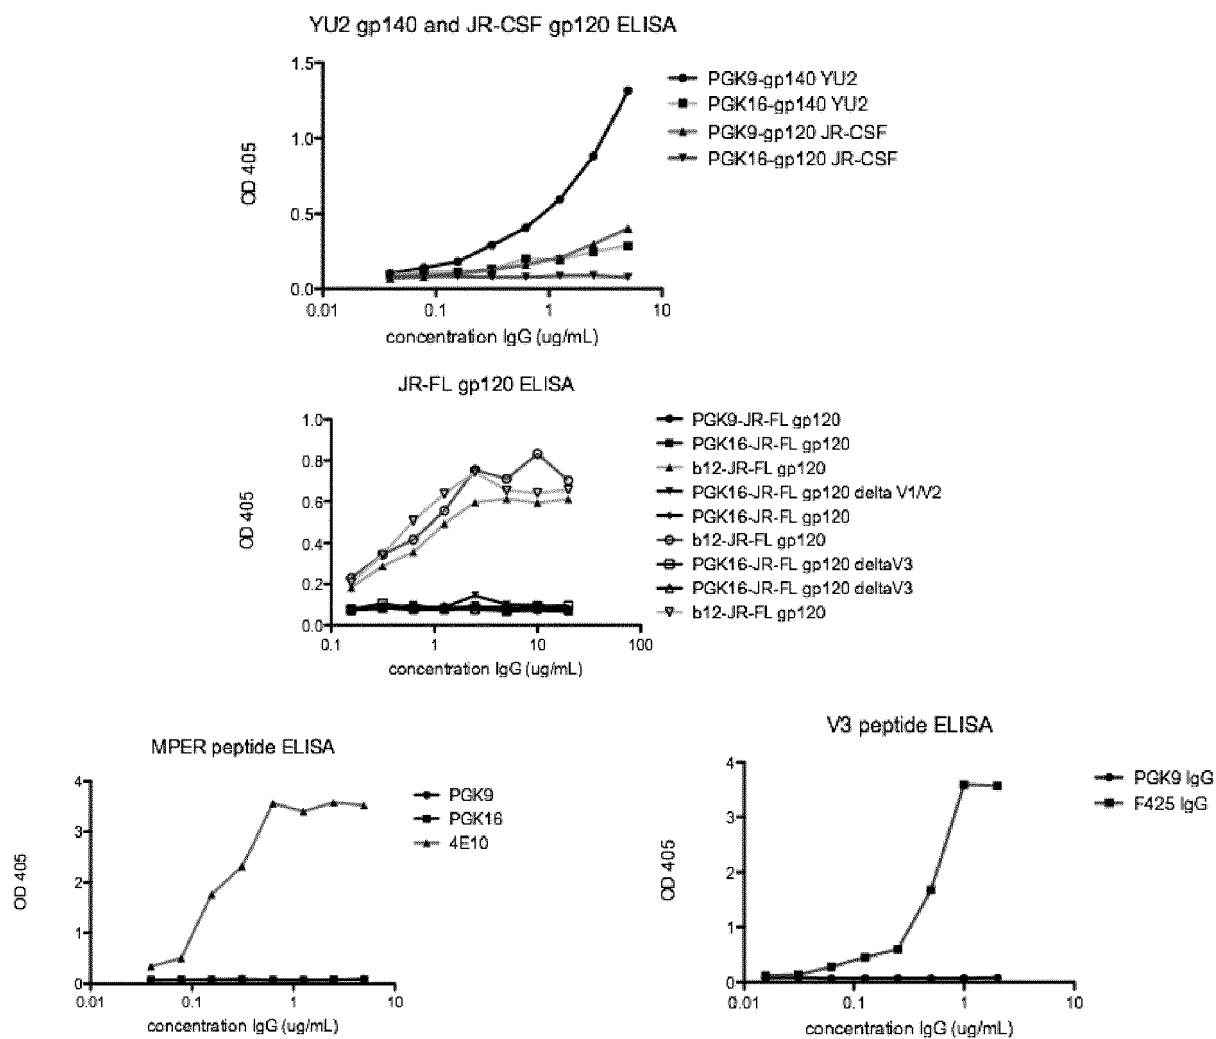 YU2 gp140 and JR-CSF gp120 ELISA
1.5
1.0
0.5
0.0
OD 405
0.01 0.1 1 10
concentration IgG (ug/mL)
PGK9-gp140 YU2
PGK16-gp140 YU2
PGK9-gp120 JR-CSF
PGK16-gp120 JR-CSF
JR-FL gp120 ELISA
1.0
0.8
0.6
0.4
0.2
0.0
OD 405
0.1 1 10 100
concentration IgG (ug/mL)
PGK9-JR-FL gp120
PGK16-JR-FL gp120
b12-JR-FL gp120
PGK16-JR-FL gp120 delta V1/V2
PGK16-JR-FL gp120
b12-JR-FL gp120
PGK16-JR-FL gp120 deltaV3
PGK16-JR-FL gp120 deltaV3
b12-JR-FL gp120
MPER peptide ELISA
4
3
2
1
0
OD 405
0.01 0.1 1 10
concentration IgG (ug/mL)
PGK9
PGK16
4E10
V3 peptide ELISA
4
3
2
1
0
OD 405
0.01 0.1 1 10
concentration IgG (ug/mL)
PGK9 IgG
F425 IgG